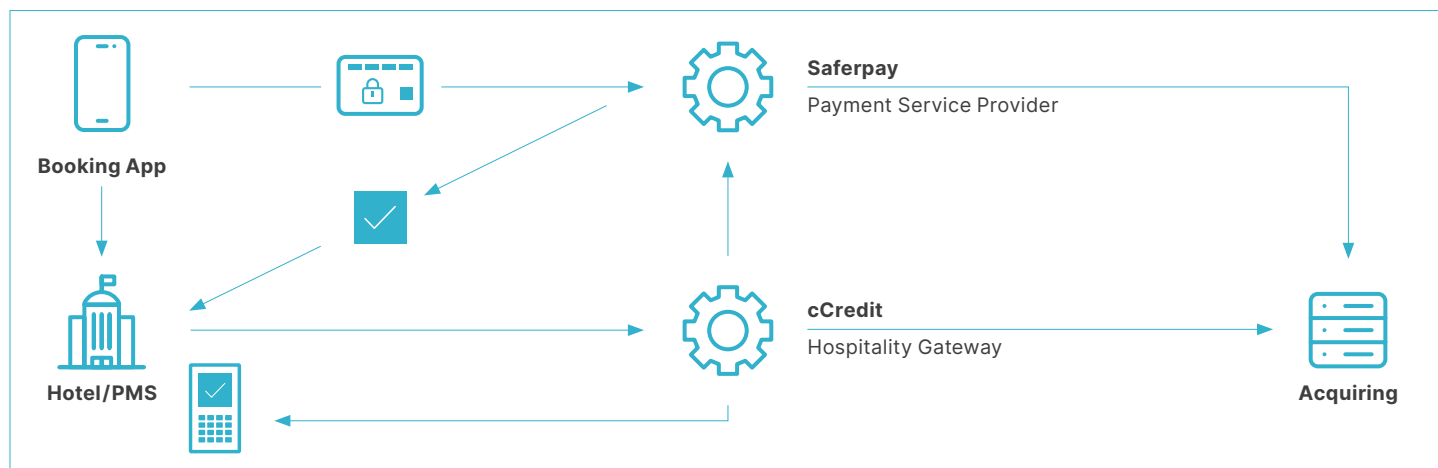 Saferpay
Payment Service Provider
Booking App
cCredit
Hospitality Gateway
Hotel/PMS
Acquiring